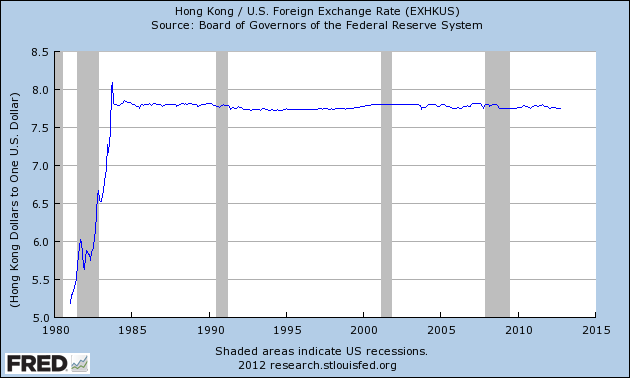 Hong Kong / U.S. Foreign Exchange Rate (EXHKUS)
Source: Board of Governors of the Federal Reserve System
(Hong Kong Dollars to One U.S. Dollar)
8.5
8.0
7.5
7.0
6.5
6.0
5.5
5.0
1980 1985 1990 1995 2000 2005 2010 2015
Shaded areas indicate US recessions.
2012 research.stlouisfed.org
FRED